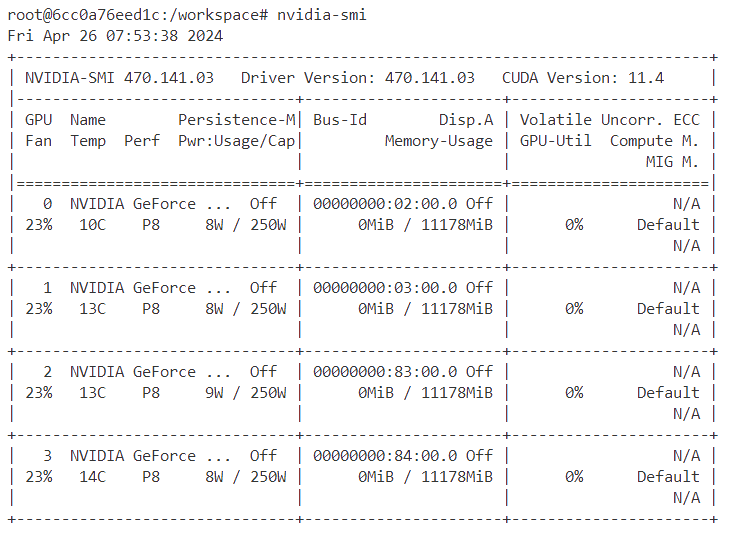 root@6cc0a76eed1c:/workspace# nvidia-smi
Fri Apr 26 07:53:38 2024
+-----------------------------------------------------------------------------+
| NVIDIA-SMI 470.141.03   Driver Version: 470.141.03   CUDA Version: 11.4     |
|-------------------------------+----------------------+----------------------+
| GPU  Name        Persistence-M| Bus-Id        Disp.A | Volatile Uncorr. ECC |
| Fan  Temp  Perf  Pwr:Usage/Cap|         Memory-Usage | GPU-Util  Compute M. |
|                               |                      |               MIG M. |
|===============================+======================+======================|
|   0  NVIDIA GeForce ...  Off  | 00000000:02:00.0 Off |                  N/A |
| 23%   10C    P8     8W / 250W |      0MiB / 11178MiB |      0%      Default |
|                               |                      |                  N/A |
+-------------------------------+----------------------+----------------------+
|   1  NVIDIA GeForce ...  Off  | 00000000:03:00.0 Off |                  N/A |
| 23%   13C    P8     8W / 250W |      0MiB / 11178MiB |      0%      Default |
|                               |                      |                  N/A |
+-------------------------------+----------------------+----------------------+
|   2  NVIDIA GeForce ...  Off  | 00000000:83:00.0 Off |                  N/A |
| 23%   13C    P8     9W / 250W |      0MiB / 11178MiB |      0%      Default |
|                               |                      |                  N/A |
+-------------------------------+----------------------+----------------------+
|   3  NVIDIA GeForce ...  Off  | 00000000:84:00.0 Off |                  N/A |
| 23%   14C    P8     8W / 250W |      0MiB / 11178MiB |      0%      Default |
|                               |                      |                  N/A |
+-------------------------------+----------------------+----------------------+